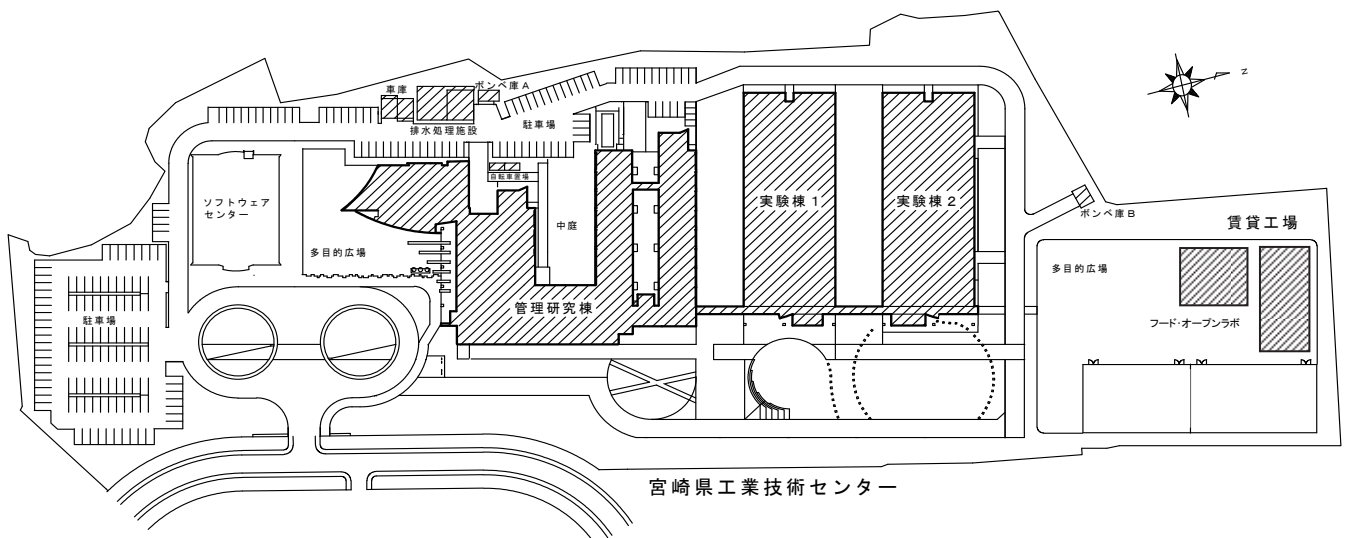 車庫
ボンベ庫A
N
排水処理施設
駐車場
自転車置場
ソフトウェア
センター
中庭
実験棟1
実験棟2
ボンベ庫B
賃貸工場
多目的広場
多目的広場
管理研究棟
駐車場
フード・オープンラボ
宮崎県工業技術センター